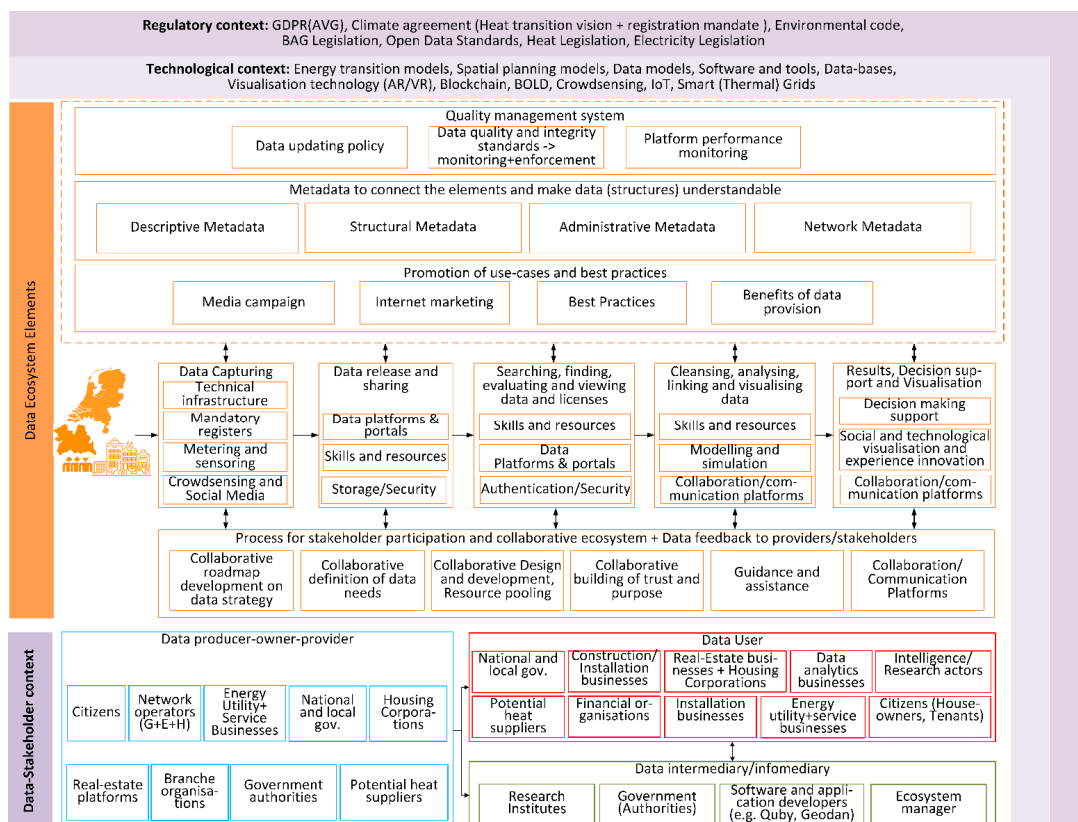 Regulatory context: GDPR(AVG), Climate agreement (Heat transition vision + registration mandate ), Environmental code,
BAG Legislation, Open Data Standards, Heat Legislation, Electricity Legislation
Technological context: Energy transition models, Spatial planning models, Data models, Software and tools, Data-bases,
Visualisation technology (AR/VR), Blockchain, BOLD, Crowdsensing, IoT, Smart (Thermal) Grids
Data Ecosystem Elements
Quality management system
Data updating policy
Data quality and integrity
standards ->
monitoring+enforcement
Platform performance
monitoring
Metadata to connect the elements and make data (structures) understandable
Descriptive Metadata
Structural Metadata
Administrative Metadata
Network Metadata
Promotion of use-cases and best practices
Media campaign
Internet marketing
Best Practices
Benefits of data
provision
Data Capturing
Technical
infrastructure
Mandatory
registers
Metering and
sensoring
Crowdsensing and
Social Media
Data release and
sharing
Data platforms &
portals
Skills and resources
Storage/Security
Searching, finding,
evaluating and viewing
data and licenses
Skills and resources
Data
Platforms & portals
Authentication/Security
Cleansing, analysing,
linking and visualising
data
Skills and resources
Modelling and
simulation
Collaboration/com-
munication platforms
Results, Decision sup-
port and Visualisation
Decision making
support
Social and technological
visualisation and
experience innovation
Collaboration/com-
munication platforms
Process for stakeholder participation and collaborative ecosystem + Data feedback to providers/stakeholders
Collaborative
roadmap
development on
data strategy
Collaborative
definition of data
needs
Collaborative Design
and development,
Resource pooling
Collaborative
building of trust and
purpose
Guidance and
assistance
Collaboration/
Communication
Platforms
Data-Stakeholder context
Data producer-owner-provider
Citizens
Network
operators
(G+E+H)
Energy
Utility+
Service
Businesses
National
and local
gov.
Housing
Corpora-
tions
Real-estate
platforms
Branche
organisa-
tions
Government
authorities
Potential heat
suppliers
Data User
National and
local gov.
Construction/
Installation
businesses
Real-Estate busi-
nesses + Housing
Corporations
Data
analytics
businesses
Intelligence/
Research actors
Potential
heat
suppliers
Financial or-
ganisations
Installation
businesses
Energy
utility+service
businesses
Citizens (House-
owners, Tenants)
Data intermediary/infomediary
Research
Institutes
Government
(Authorities)
Software and appli-
cation developers
(e.g. Quby, Geodan)
Ecosystem
manager